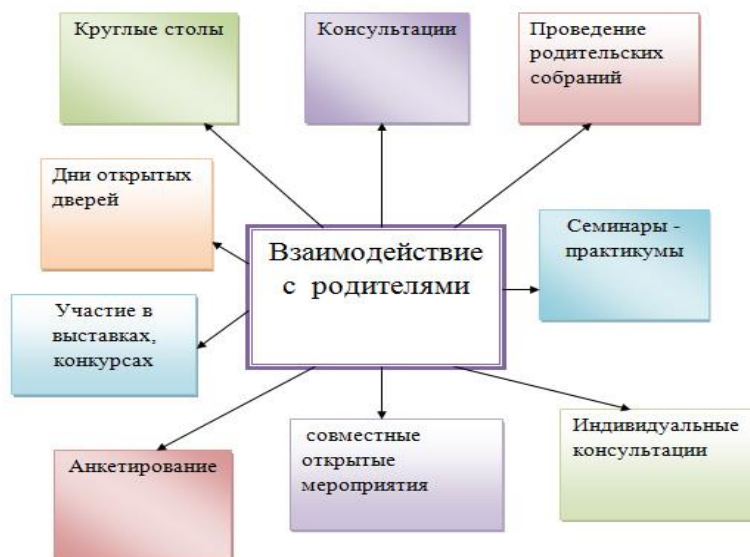 Круглые столы
Консультации
Проведение
родительских
собраний
Дни открытых
дверей
Взаимодействие
с родителями
Семинары -
практикумы
Участие в
выставках,
конкурсах
Анкетирование
совместные
открытые
мероприятия
Индивидуальные
консультации